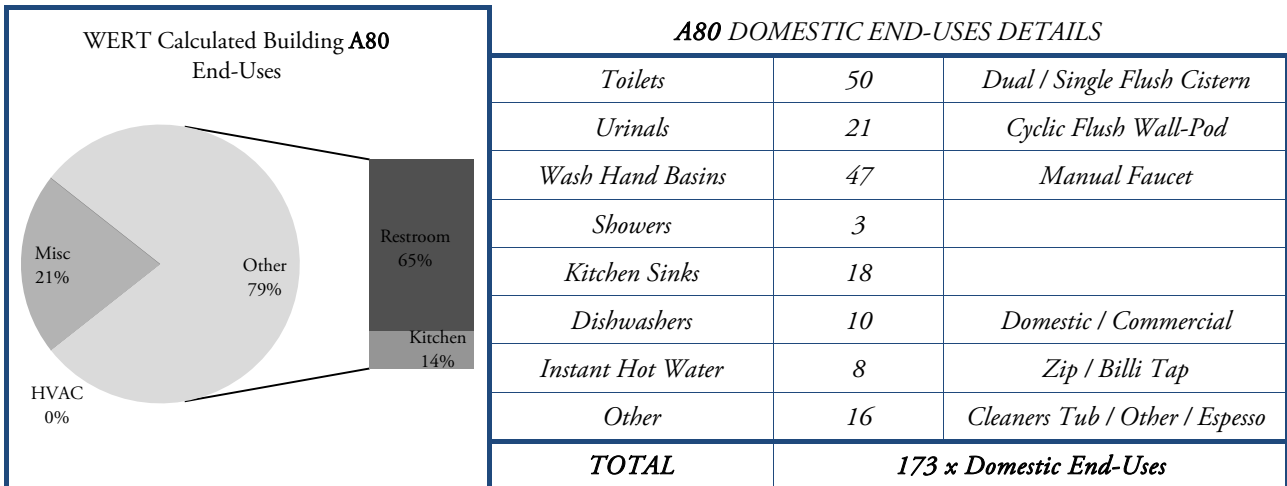 WERT Calculated Building A80
End-Uses
Misc
21%
Other
79%
HVAC
0%
Restroom
65%
Kitchen
14%
A80 DOMESTIC END-USES DETAILS
Toilets 50 Dual / Single Flush Cistern
Urinals 21 Cyclic Flush Wall-Pod
Wash Hand Basins 47 Manual Faucet
Showers 3
Kitchen Sinks 18
Dishwashers 10 Domestic / Commercial
Instant Hot Water 8 Zip / Billi Tap
Other 16 Cleaners Tub / Other / Espesso
TOTAL 173 x Domestic End-Uses